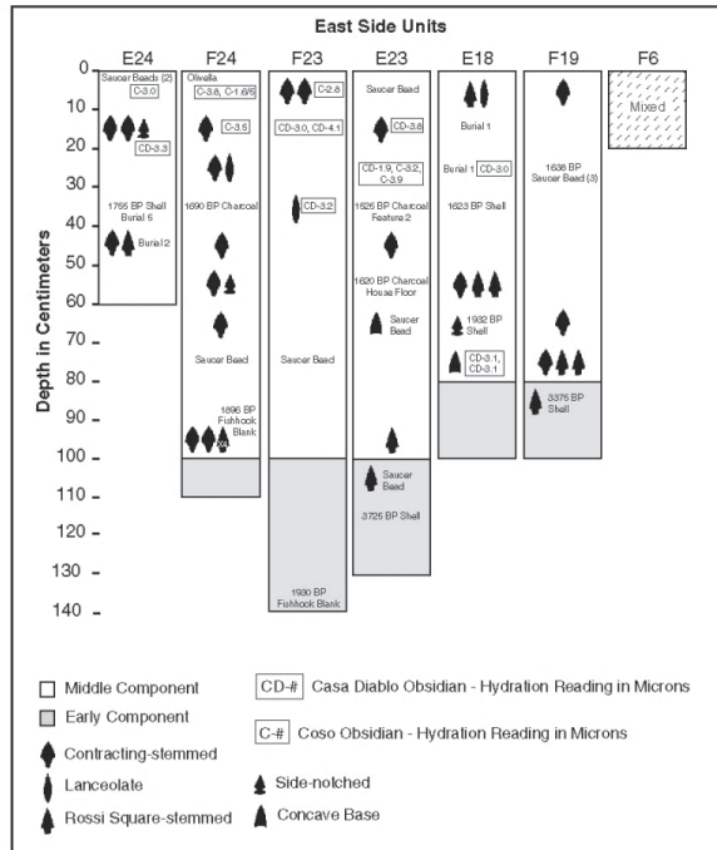 East Side Units
E24 F24 F23 E23 E18 F19 F6
Depth in Centimeters
0
10
20
30
40
50
60
70
80
90
100
110
120
130
140
Saucer Beads (2)
C-3.0
CD-3.3
1755 BP Shell
Burial 5
Burial 2
Olivella
C-3.8, C-1.6/5
C-3.5
1690 BP Charcoal
Saucer Bead
1896 BP
Fishhook
Blank
C-2.8
CD-3.0, CD-4.1
CD-3.2
Saucer Bead
1930 BP
Fishhook Blank
Saucer Bead
CD-3.8
CD-1.9, C-3.2,
C-3.9
1525 BP Charcoal
Feature 2
1620 BP Charcoal
House Floor
Saucer
Bead
Saucer
Bead
3725 BP Shell
Burial 1
Burial 1 CD-3.0
1623 BP Shell
1932 BP
Shell
CD-3.1,
CD-3.1
1638 BP
Saucer Bead (3)
3375 BP
Shell
Mixed
Middle Component
Early Component
Contracting-stemmed
Lanceolate
Rossi Square-stemmed
CD-# Casa Diablo Obsidian - Hydration Reading in Microns
C-# Coso Obsidian - Hydration Reading in Microns
Side-notched
Concave Base